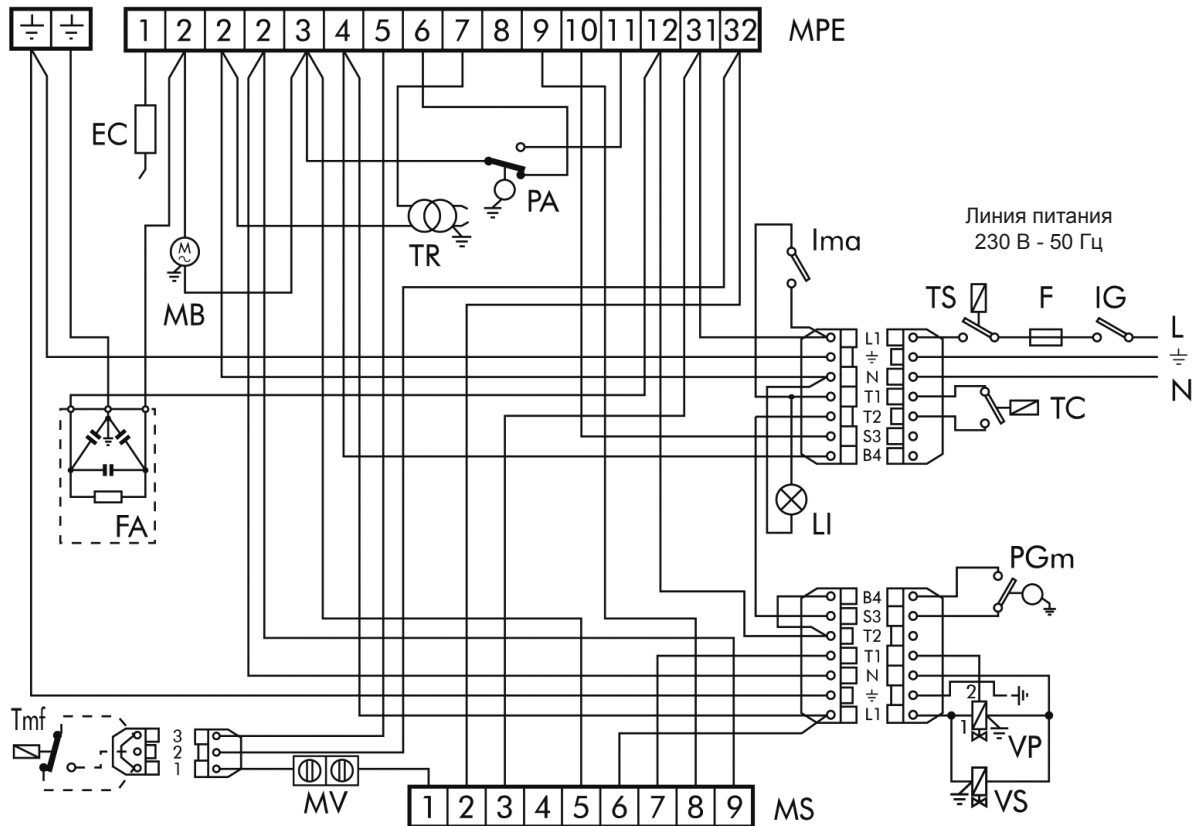 1 2 2 2 3 4 5 6 7 8 9 10 11 12 31 32 MPE
EC
PA
TR
MB
Линия питания
230 В - 50 Гц
Ima
TS F IG
L
N
TC
L1
N
T1
T2
S3
B4
M
FA
LI
PGm
B4
S3
T2
T1
N
L1
2
1
VP
VS
Tmf
3
2
1
MV
1 2 3 4 5 6 7 8 9 MS